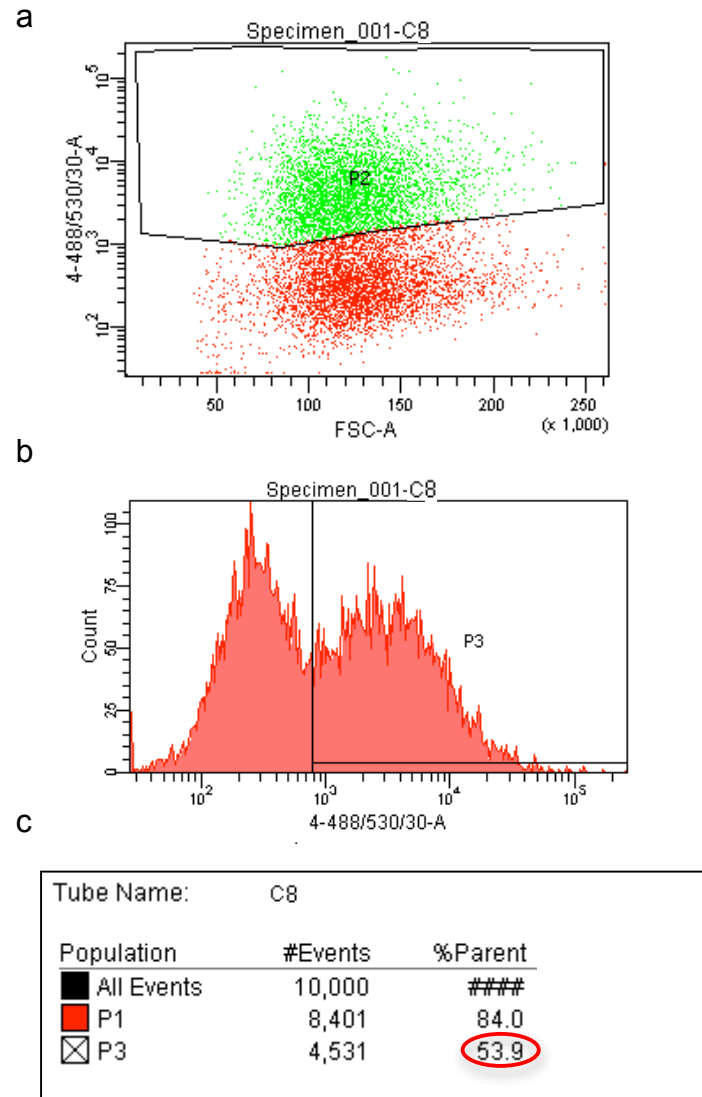 a
Specimen_001-C8
4-488/530/30-A
10^5
10^4
10^3
10^2
P2
50 100 150 200 250
FSC-A (x 1,000)
b
Specimen_001-C8
Count
100
75
50
25
0
P3
10^2 10^3 10^4 10^5
4-488/530/30-A
c
Tube Name: C8
Population #Events %Parent
All Events 10,000 ####
P1 8,401 84.0
P3 4,531 53.9